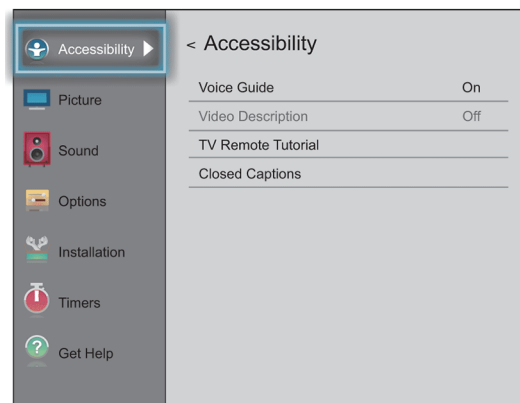 Accessibility
Picture
Sound
Options
Installation
Timers
Get Help
< Accessibility
Voice Guide On
Video Description Off
TV Remote Tutorial
Closed Captions